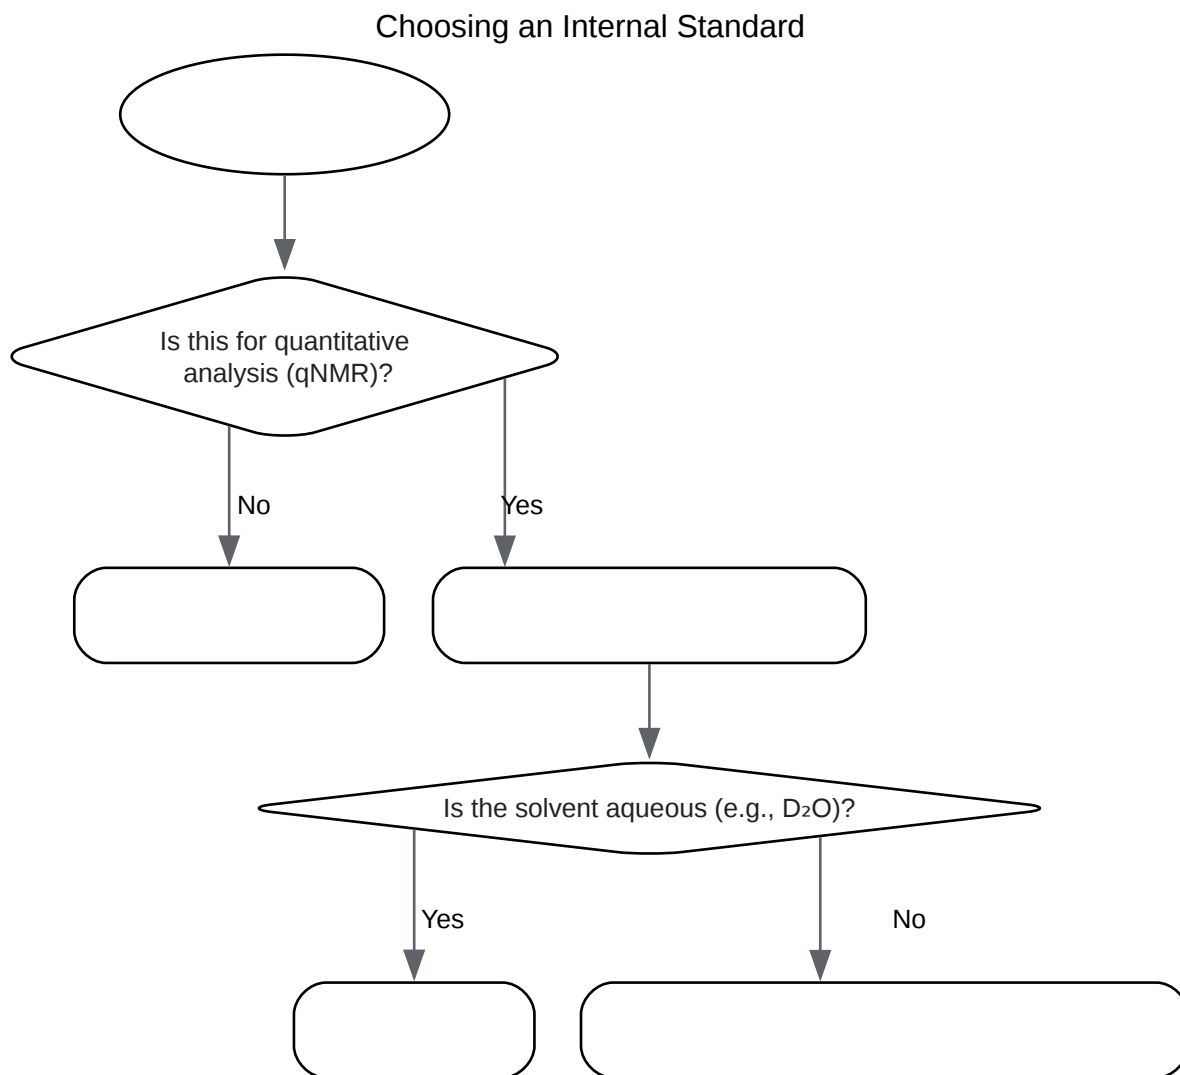 Choosing an Internal Standard
Is this for quantitative
analysis (qNMR)?
No
Yes
Is the solvent aqueous (e.g., D₂O)?
Yes
No